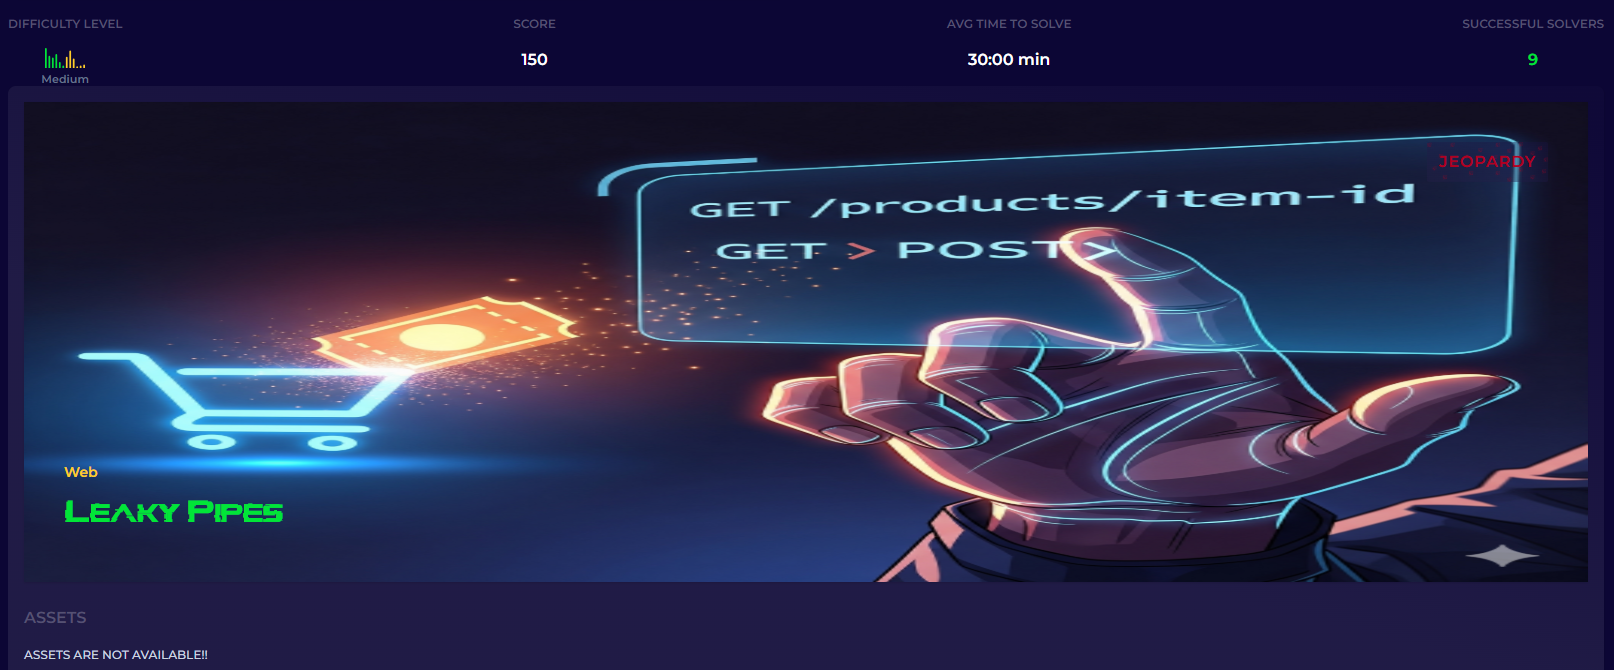 DIFFICULTY LEVEL
SCORE
AVG TIME TO SOLVE
SUCCESSFUL SOLVERS
Medium
150
30:00 min
9
JEOPARDY
GET /products/item-id
GET > POST >
Web
LEAKY PIPES
ASSETS
ASSETS ARE NOT AVAILABLE!!